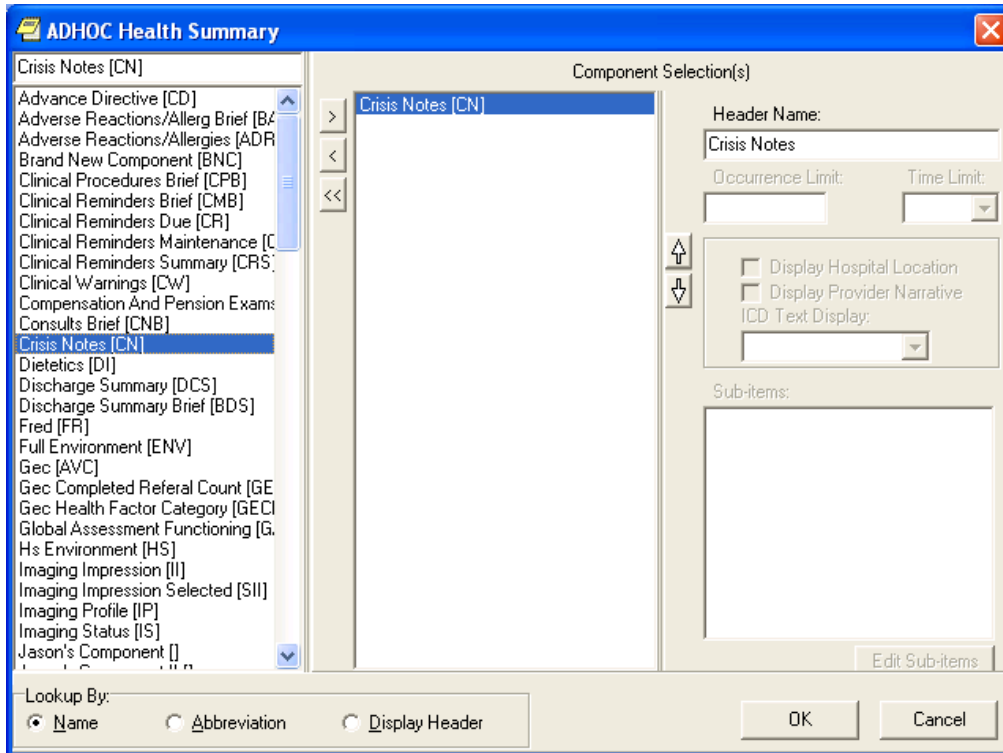 ADHOC Health Summary
Crisis Notes [CN]
Advance Directive [CD]
Adverse Reactions/Allerg Brief [BA
Adverse Reactions/Allergies [ADR
Brand New Component [BNC]
Clinical Procedures Brief [CPB]
Clinical Reminders Brief [CMB]
Clinical Reminders Due [CR]
Clinical Reminders Maintenance [C
Clinical Reminders Summary [CRS]
Clinical Warnings [CW]
Compensation And Pension Exams
Consults Brief [CNB]
Crisis Notes [CN]
Dietetics [DI]
Discharge Summary [DCS]
Discharge Summary Brief [BDS]
Fred [FR]
Full Environment [ENV]
Gec [AVC]
Gec Completed Referal Count [GE
Gec Health Factor Category [GECH
Global Assessment Functioning [G
Hs Environment [HS]
Imaging Impression [II]
Imaging Impression Selected [SII]
Imaging Profile [IP]
Imaging Status [IS]
Jason's Component []
Component Selection(s)
>
<
<<
Crisis Notes [CN]
Header Name:
Crisis Notes
Occurrence Limit: Time Limit:
Display Hospital Location
Display Provider Narrative
ICD Text Display:
Sub-items:
Edit Sub-items
Lookup By:
Name Abbreviation Display Header
OK Cancel